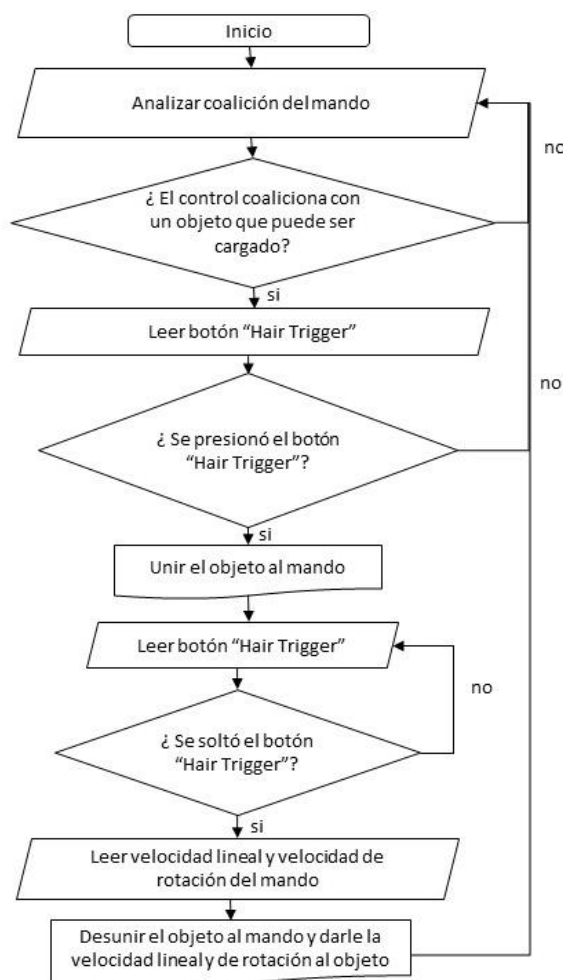 Inicio
Analizar coalición del mando
no
¿ El control coaliciona con
un objeto que puede ser
cargado?
si
Leer botón “Hair Trigger”
no
¿ Se presionó el botón
“Hair Trigger”?
si
Unir el objeto al mando
Leer botón “Hair Trigger”
no
¿ Se soltó el botón
“Hair Trigger”?
si
Leer velocidad lineal y velocidad de
rotación del mando
Desunir el objeto al mando y darle la
velocidad lineal y de rotación al objeto